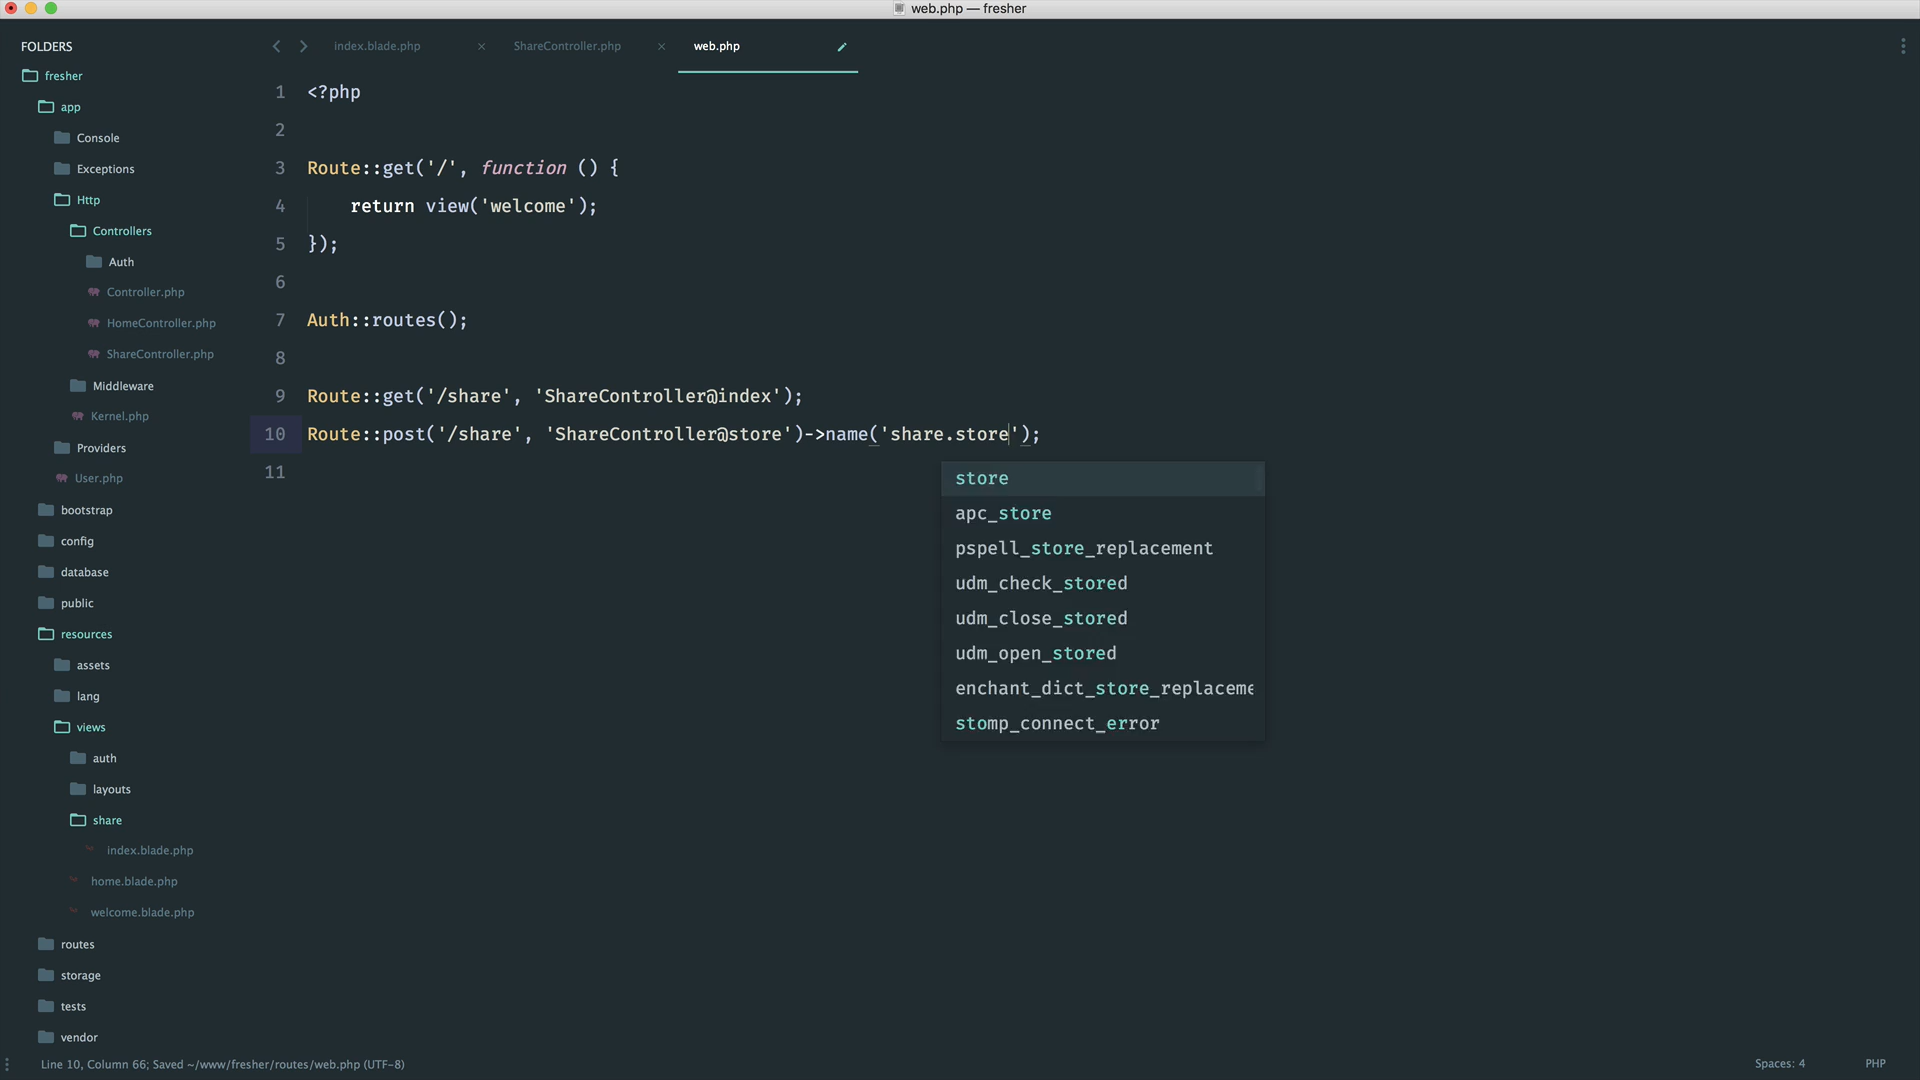 web.php — fresher
FOLDERS
fresher
app
Console
Exceptions
Http
Controllers
Auth
Controller.php
HomeController.php
ShareController.php
Middleware
Kernel.php
Providers
User.php
bootstrap
config
database
public
resources
assets
lang
views
auth
layouts
share
index.blade.php
home.blade.php
welcome.blade.php
routes
storage
tests
vendor
index.blade.php
ShareController.php
web.php
1 <?php
2
3 Route::get('/', function () {
4     return view('welcome');
5 });
6
7 Auth::routes();
8
9 Route::get('/share', 'ShareController@index');
10 Route::post('/share', 'ShareController@store')->name('share.store');
11
store
apc_store
pspell_store_replacement
udm_check_stored
udm_close_stored
udm_open_stored
enchant_dict_store_replaceme
stomp_connect_error
Line 10, Column 66; Saved ~/www/fresher/routes/web.php (UTF-8)
Spaces: 4
PHP